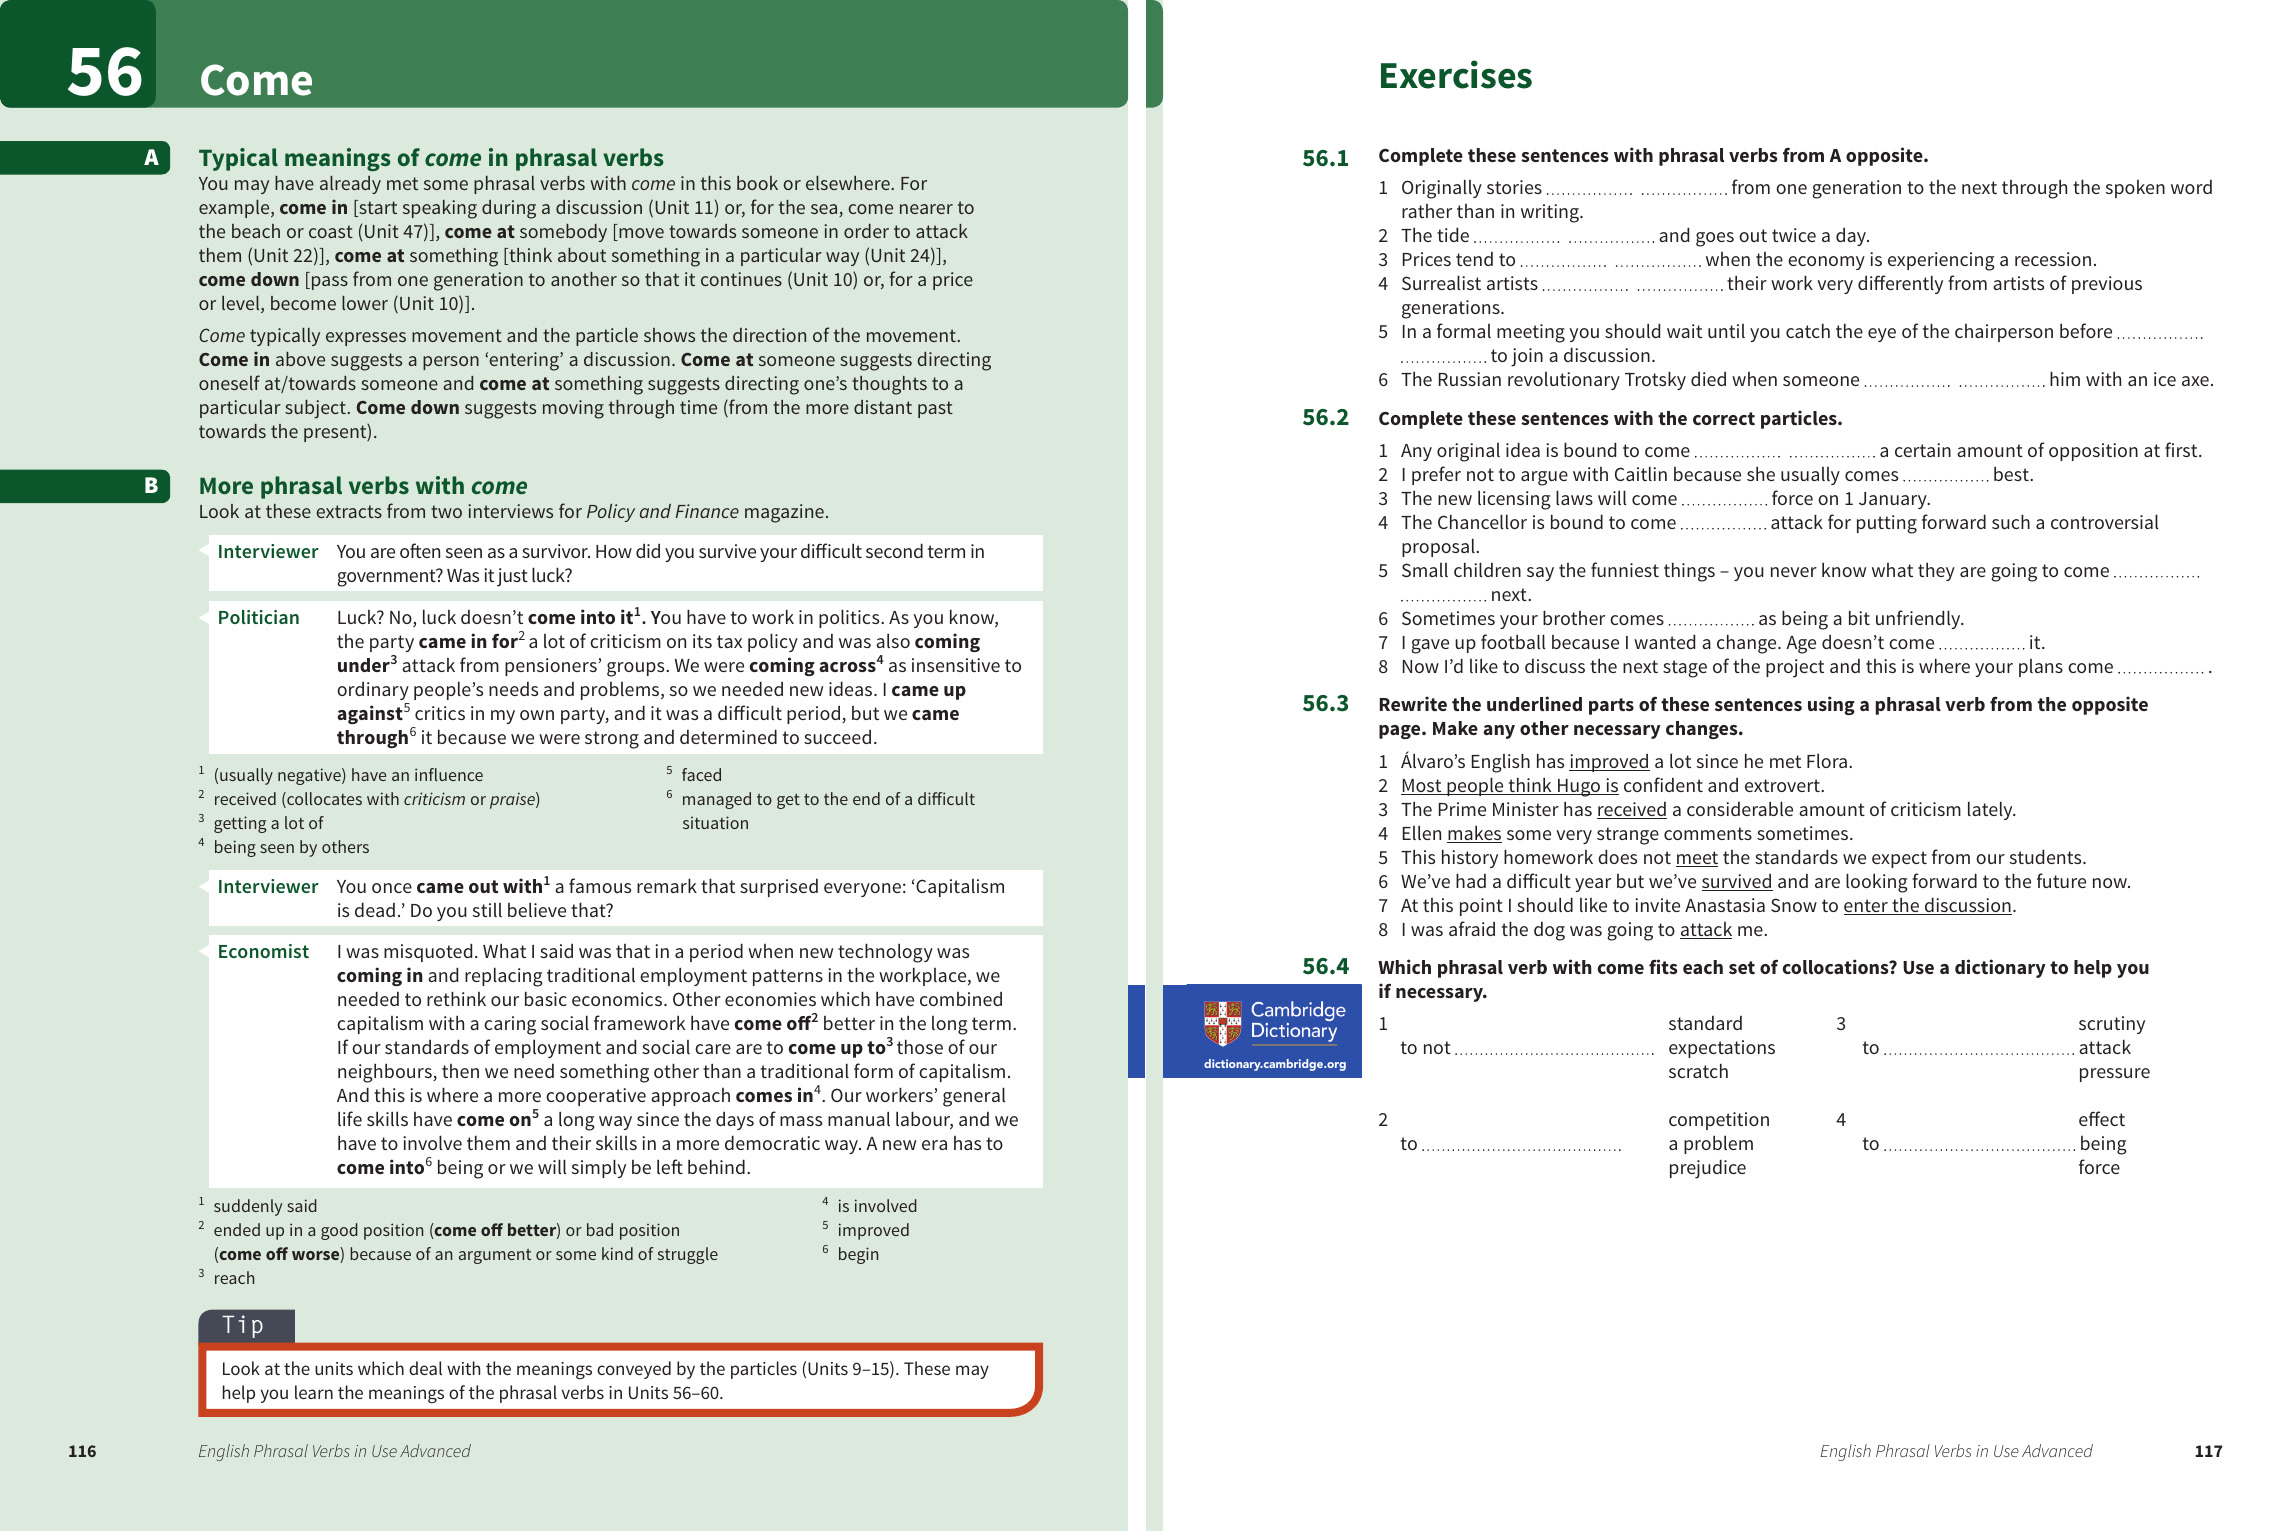 56
Come
A
Typical meanings of come in phrasal verbs
You may have already met some phrasal verbs with come in this book or elsewhere. For
example, come in [start speaking during a discussion (Unit 11) or, for the sea, come nearer to
the beach or coast (Unit 47)], come at somebody [move towards someone in order to attack
them (Unit 22)], come at something [think about something in a particular way (Unit 24)],
come down [pass from one generation to another so that it continues (Unit 10) or, for a price
or level, become lower (Unit 10)].
Come typically expresses movement and the particle shows the direction of the movement.
Come in above suggests a person ‘entering’ a discussion. Come at someone suggests directing
oneself at/towards someone and come at something suggests directing one’s thoughts to a
particular subject. Come down suggests moving through time (from the more distant past
towards the present).
B
More phrasal verbs with come
Look at these extracts from two interviews for Policy and Finance magazine.
Interviewer You are often seen as a survivor. How did you survive your difficult second term in
government? Was it just luck?
Politician Luck? No, luck doesn’t come into it¹. You have to work in politics. As you know,
the party came in for² a lot of criticism on its tax policy and was also coming
under³ attack from pensioners’ groups. We were coming across⁴ as insensitive to
ordinary people’s needs and problems, so we needed new ideas. I came up
against⁵ critics in my own party, and it was a difficult period, but we came
through⁶ it because we were strong and determined to succeed.
¹ (usually negative) have an influence
² received (collocates with criticism or praise)
³ getting a lot of
⁴ being seen by others
⁵ faced
⁶ managed to get to the end of a difficult
situation
Interviewer You once came out with¹ a famous remark that surprised everyone: ‘Capitalism
is dead.’ Do you still believe that?
Economist I was misquoted. What I said was that in a period when new technology was
coming in and replacing traditional employment patterns in the workplace, we
needed to rethink our basic economics. Other economies which have combined
capitalism with a caring social framework have come off² better in the long term.
If our standards of employment and social care are to come up to³ those of our
neighbours, then we need something other than a traditional form of capitalism.
And this is where a more cooperative approach comes in⁴. Our workers’ general
life skills have come on⁵ a long way since the days of mass manual labour, and we
have to involve them and their skills in a more democratic way. A new era has to
come into⁶ being or we will simply be left behind.
¹ suddenly said
² ended up in a good position (come off better) or bad position
(come off worse) because of an argument or some kind of struggle
³ reach
⁴ is involved
⁵ improved
⁶ begin
Tip
Look at the units which deal with the meanings conveyed by the particles (Units 9–15). These may
help you learn the meanings of the phrasal verbs in Units 56–60.
116 English Phrasal Verbs in Use Advanced
Exercises
56.1 Complete these sentences with phrasal verbs from A opposite.
1 Originally stories ................. ................. from one generation to the next through the spoken word
rather than in writing.
2 The tide ................. ................. and goes out twice a day.
3 Prices tend to ................. ................. when the economy is experiencing a recession.
4 Surrealist artists ................. ................. their work very differently from artists of previous
generations.
5 In a formal meeting you should wait until you catch the eye of the chairperson before .................
................. to join a discussion.
6 The Russian revolutionary Trotsky died when someone ................. ................. him with an ice axe.
56.2 Complete these sentences with the correct particles.
1 Any original idea is bound to come ................. ................. a certain amount of opposition at first.
2 I prefer not to argue with Caitlin because she usually comes ................. best.
3 The new licensing laws will come ................. force on 1 January.
4 The Chancellor is bound to come ................. attack for putting forward such a controversial
proposal.
5 Small children say the funniest things – you never know what they are going to come .................
................. next.
6 Sometimes your brother comes ................. as being a bit unfriendly.
7 I gave up football because I wanted a change. Age doesn’t come ................. it.
8 Now I’d like to discuss the next stage of the project and this is where your plans come ................. .
56.3 Rewrite the underlined parts of these sentences using a phrasal verb from the opposite
page. Make any other necessary changes.
1 Álvaro’s English has improved a lot since he met Flora.
2 Most people think Hugo is confident and extrovert.
3 The Prime Minister has received a considerable amount of criticism lately.
4 Ellen makes some very strange comments sometimes.
5 This history homework does not meet the standards we expect from our students.
6 We’ve had a difficult year but we’ve survived and are looking forward to the future now.
7 At this point I should like to invite Anastasia Snow to enter the discussion.
8 I was afraid the dog was going to attack me.
56.4 Which phrasal verb with come fits each set of collocations? Use a dictionary to help you
if necessary.
Cambridge
Dictionary
dictionary.cambridge.org
1
to not .......................................
standard
expectations
scratch
2
to .......................................
competition
a problem
prejudice
3
to .....................................
scrutiny
attack
pressure
4
to .....................................
effect
being
force
English Phrasal Verbs in Use Advanced 117